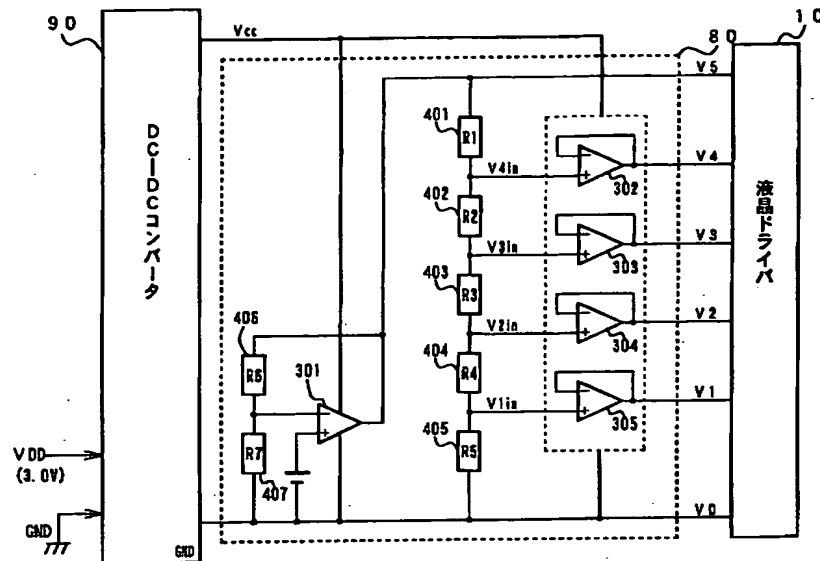 90
Vcc
80
10
V5
401
R1
V4in
302
V4
402
R2
V3in
303
V3
403
R3
V2in
304
V2
404
R4
V1in
305
V1
405
R5
406
R6
301
R7
407
V0
DC－DCコンバータ
液晶ドライバ
VDD
(3.0V)
GND
GND